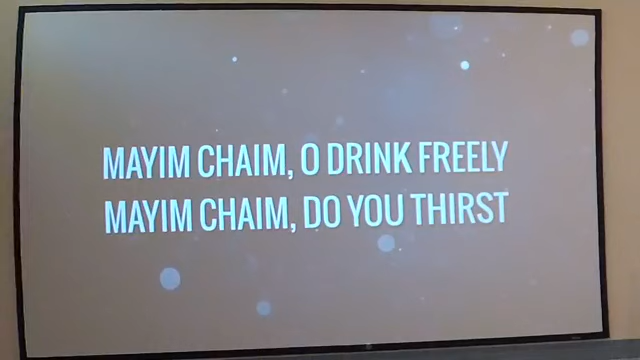 MAYIM CHAIM, O DRINK FREELY
MAYIM CHAIM, DO YOU THIRST